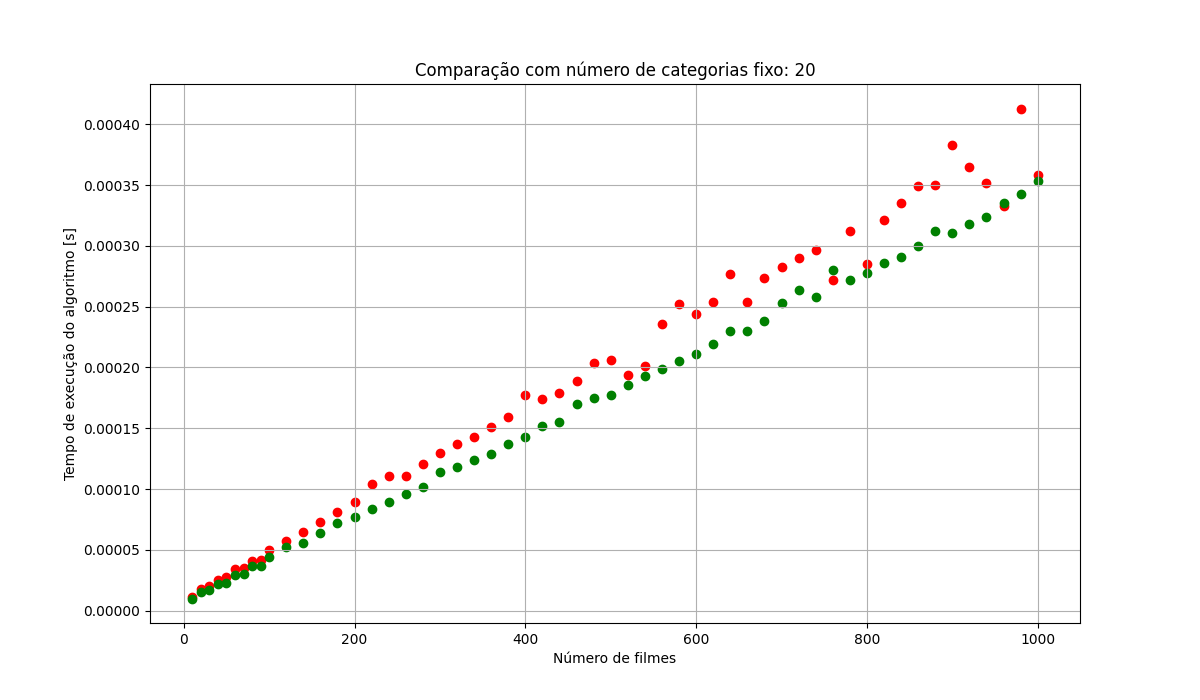 Comparação com número de categorias fixo: 20
0.00040
0.00035
0.00030
0.00025
0.00020
0.00015
0.00010
0.00005
0.00000
Tempo de execução do algoritmo [s]
0 200 400 600 800 1000
Número de filmes